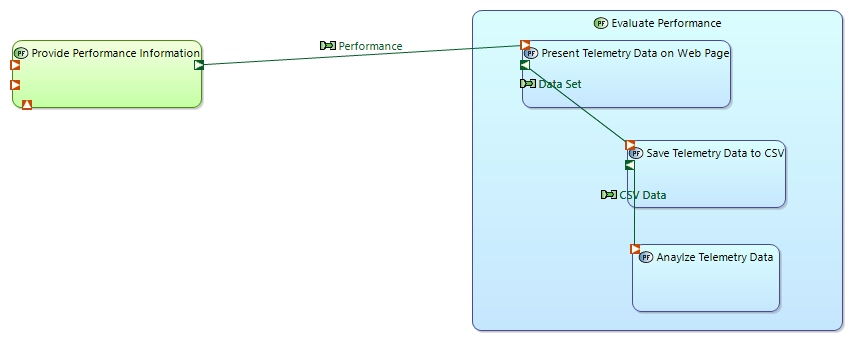 PF Evaluate Performance
PF Provide Performance Information
Performance
PF Present Telemetry Data on Web Page
Data Set
PF Save Telemetry Data to CSV
CSV Data
PF Anaylze Telemetry Data